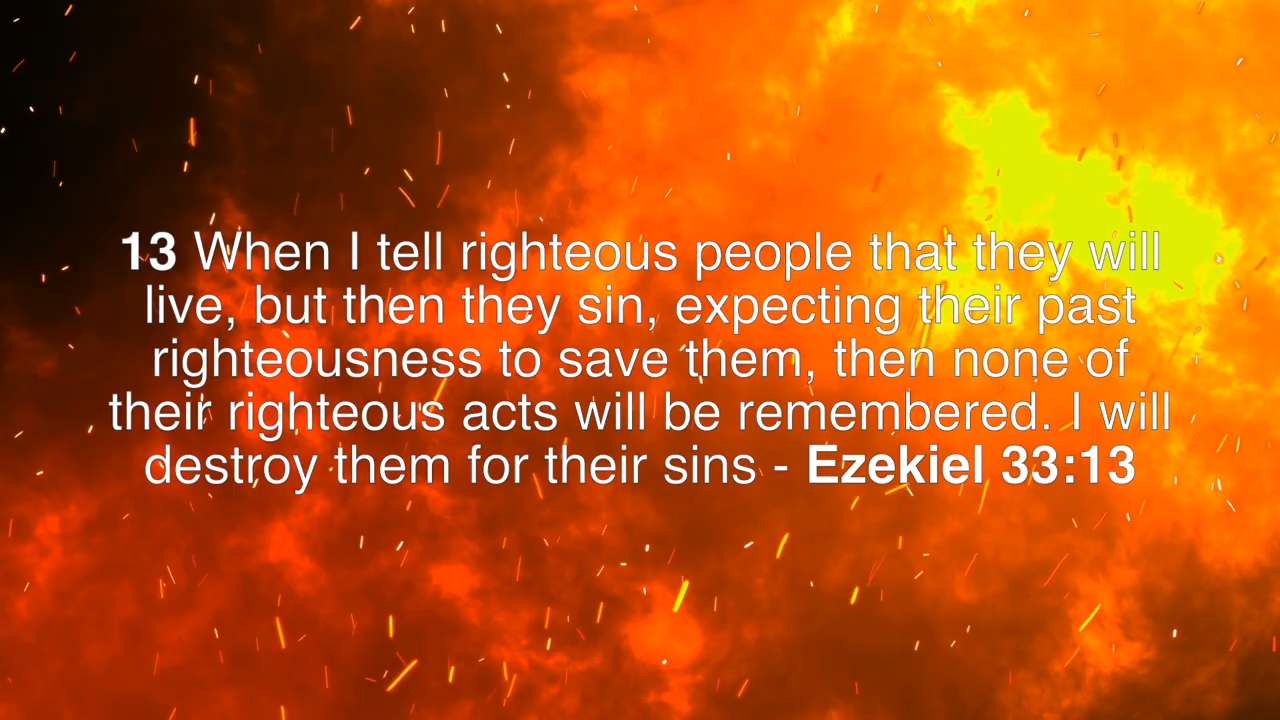 13 When I tell righteous people that they will
live, but then they sin, expecting their past
righteousness to save them, then none of
their righteous acts will be remembered. I will
destroy them for their sins - Ezekiel 33:13